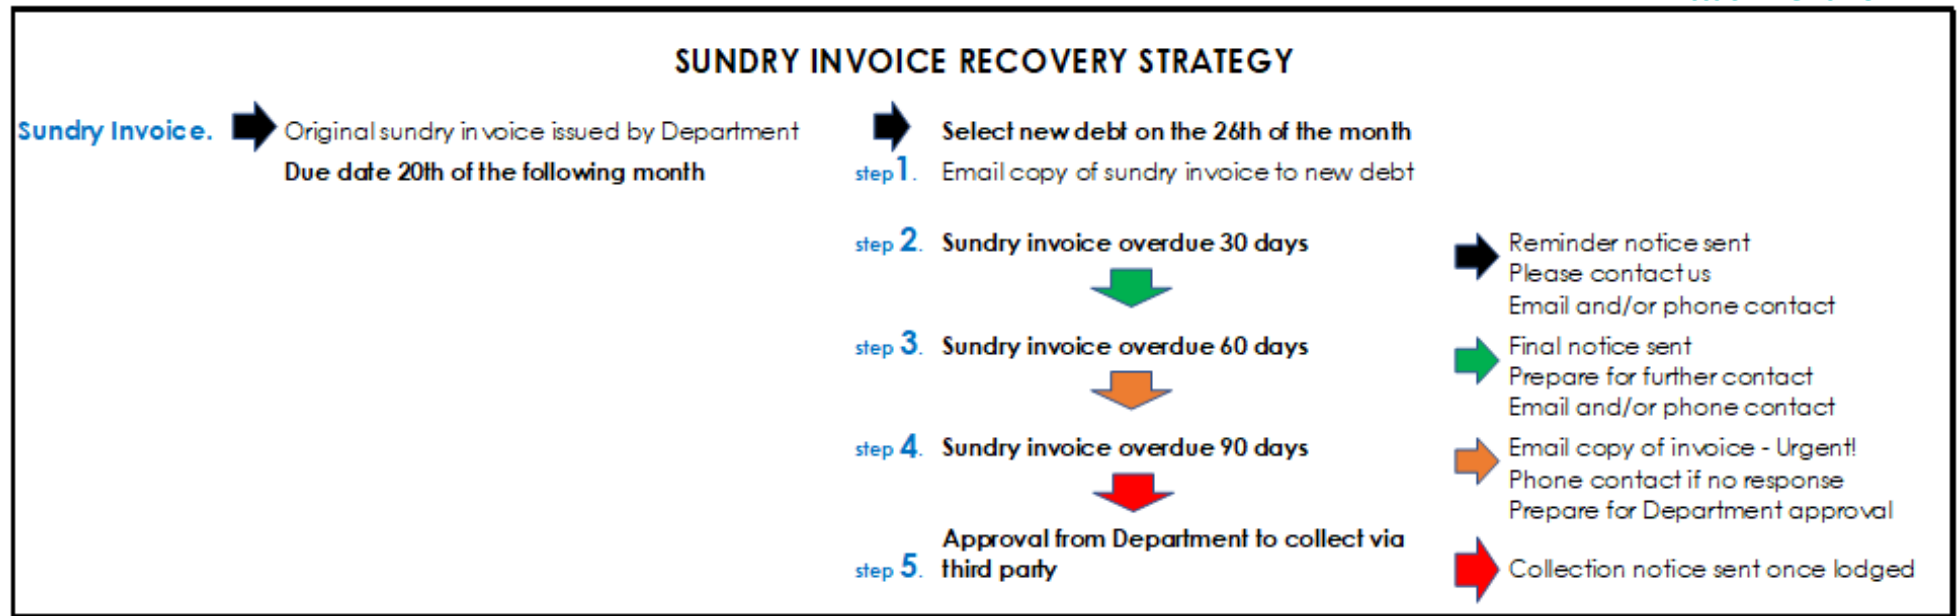 SUNDRY INVOICE RECOVERY STRATEGY
Sundry Invoice.
Original sundry invoice issued by Department
Due date 20th of the following month
Select new debt on the 26th of the month
step 1. Email copy of sundry invoice to new debt
step 2. Sundry invoice overdue 30 days
Reminder notice sent
Please contact us
Email and/or phone contact
step 3. Sundry invoice overdue 60 days
Final notice sent
Prepare for further contact
Email and/or phone contact
step 4. Sundry invoice overdue 90 days
Email copy of invoice - Urgent!
Phone contact if no response
Prepare for Department approval
Approval from Department to collect via
step 5. third party
Collection notice sent once lodged